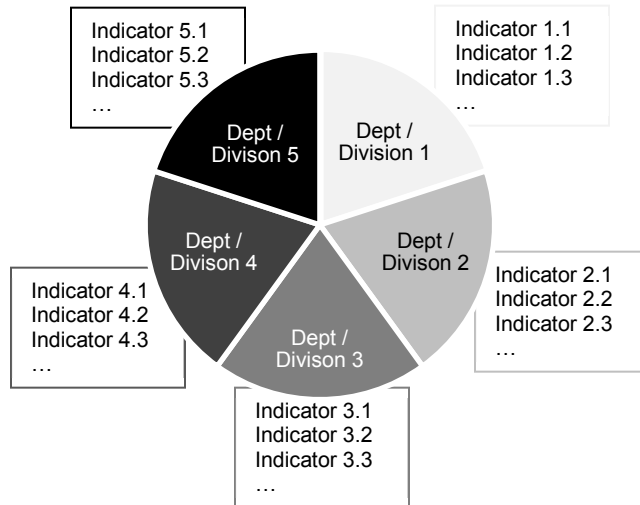 Indicator 5.1
Indicator 5.2
Indicator 5.3
…
Indicator 1.1
Indicator 1.2
Indicator 1.3
…
Dept /
Divison 5
Dept /
Division 1
Dept /
Divison 4
Dept /
Divison 2
Indicator 4.1
Indicator 4.2
Indicator 4.3
…
Indicator 2.1
Indicator 2.2
Indicator 2.3
…
Dept /
Divison 3
Indicator 3.1
Indicator 3.2
Indicator 3.3
…